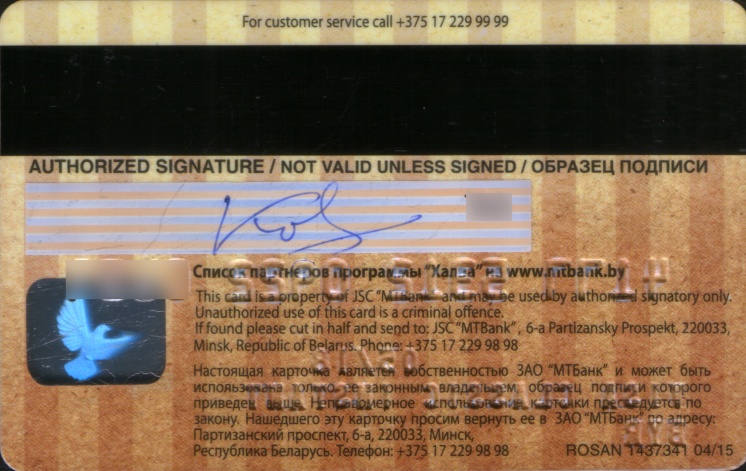 For customer service call +375 17 229 99 99
AUTHORIZED SIGNATURE / NOT VALID UNLESS SIGNED / ОБРАЗЕЦ ПОДПИСИ
Список партнеров программы "Халва" на www.mtbank.by
This card is a property of JSC "MTBank" and may be used by authorized signatory only.
Unauthorized use of this card is a criminal offence.
If found please cut in half and send to: JSC "MTBank" , 6-a Partizansky Prospekt, 220033,
Minsk, Republic of Belarus. Phone: +375 17 229 98 98
Настоящая карточка является собственностью ЗАО "МТБанк" и может быть
использована только ее законным владельцем, образец подписи которого
приведен выше. Неправомерное использование карточки преследуется по
закону. Нашедшего эту карточку просим вернуть ее в ЗАО "МТБанк" по адресу:
Партизанский проспект, 6-а, 220033, Минск,
Республика Беларусь. Телефон: +375 17 229 98 98
ROSAN 1437341 04/15